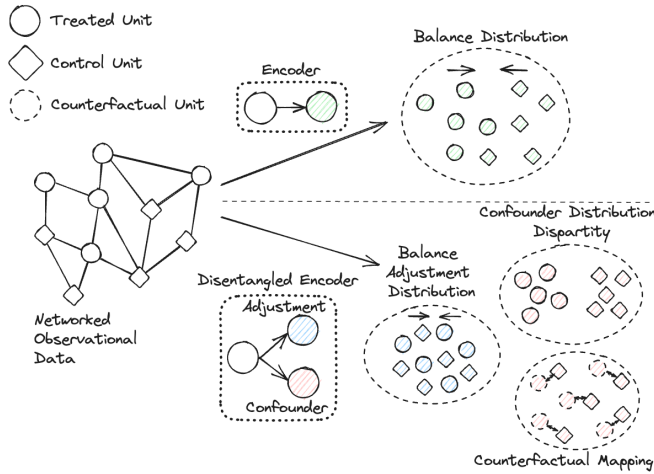 Treated Unit
Control Unit
Counterfactual Unit
Encoder
Balance Distribution
Networked
Observational
Data
Disentangled Encoder
Adjustment
Confounder
Balance
Adjustment
Distribution
Confounder Distribution
Dispartity
Counterfactual Mapping